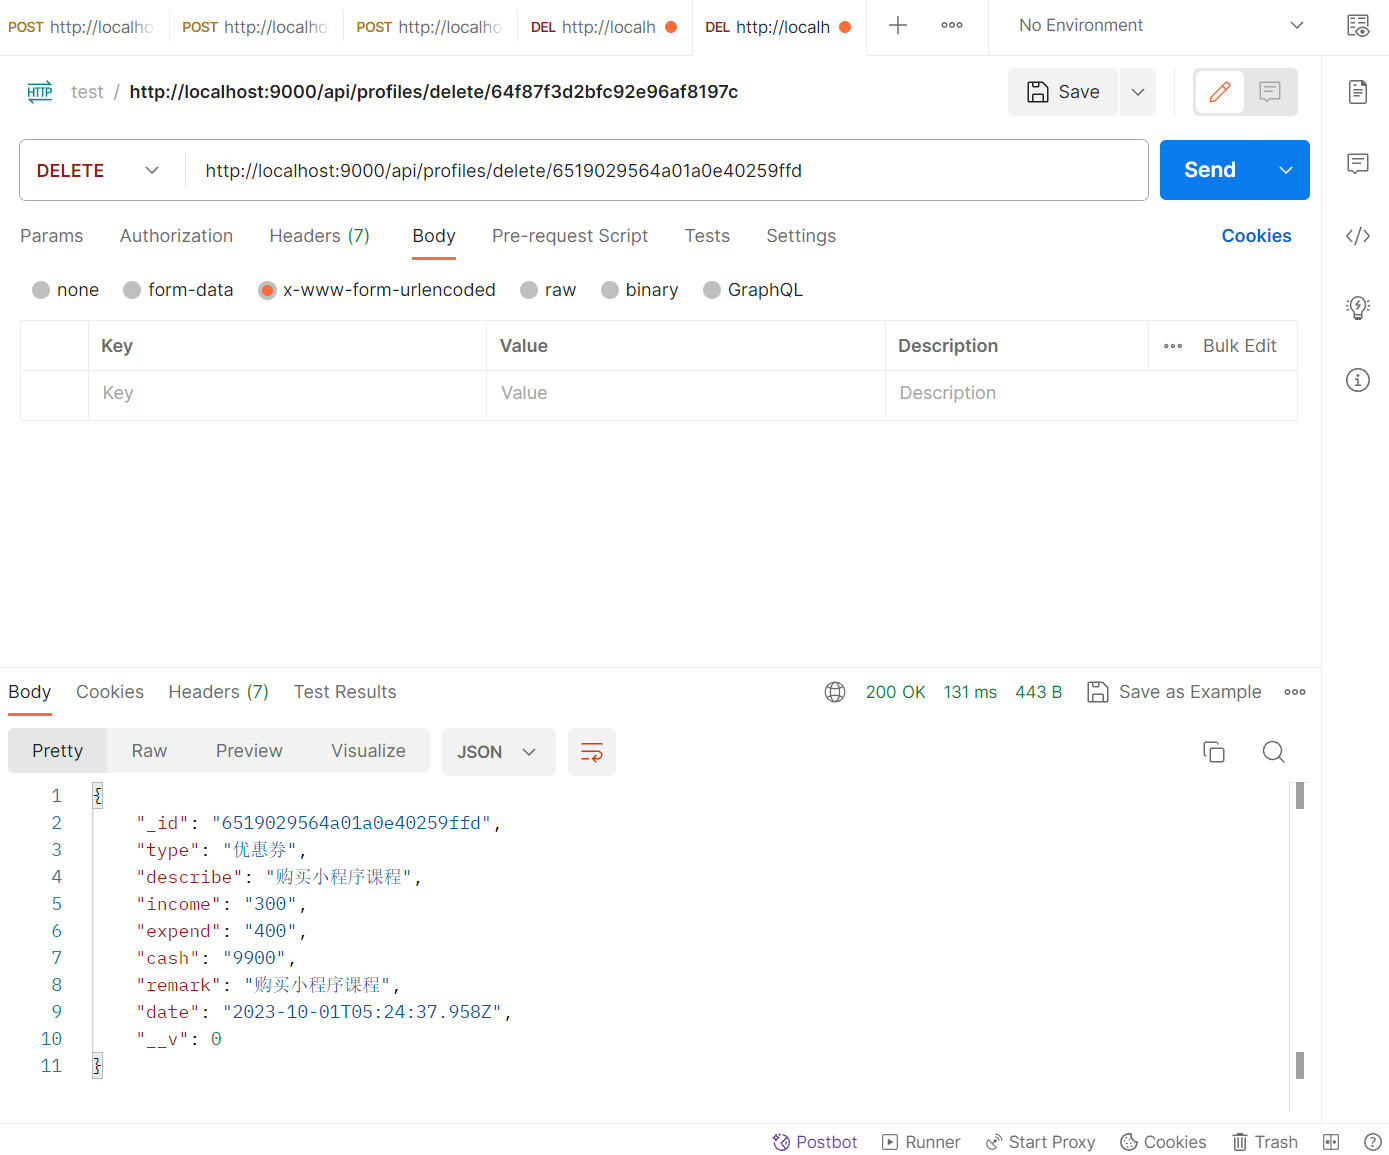 POST http://localho POST http://localho POST http://localho DEL http://localh DEL http://localh No Environment
HTTP test / http://localhost:9000/api/profiles/delete/64f87f3d2bfc92e96af8197c Save
DELETE http://localhost:9000/api/profiles/delete/6519029564a01a0e40259ffd Send
Params Authorization Headers (7) Body Pre-request Script Tests Settings Cookies
none form-data x-www-form-urlencoded raw binary GraphQL
Key Value Description Bulk Edit
Key Value Description
Body Cookies Headers (7) Test Results 200 OK 131 ms 443 B Save as Example
Pretty Raw Preview Visualize JSON
1 {
2 "_id": "6519029564a01a0e40259ffd",
3 "type": "优惠券",
4 "describe": "购买小程序课程",
5 "income": "300",
6 "expend": "400",
7 "cash": "9900",
8 "remark": "购买小程序课程",
9 "date": "2023-10-01T05:24:37.958Z",
10 "__v": 0
11 }
Postbot Runner Start Proxy Cookies Trash